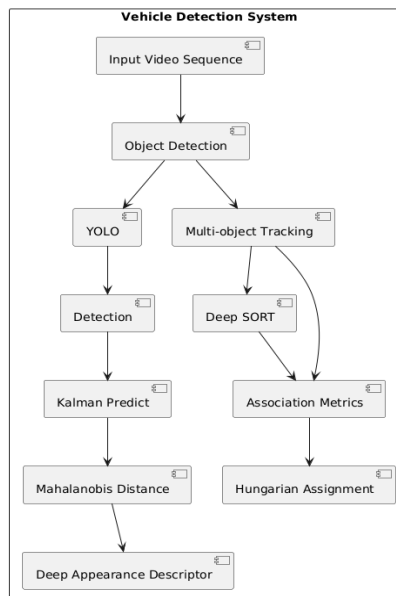 Vehicle Detection System
Input Video Sequence
Object Detection
YOLO
Multi-object Tracking
Detection
Deep SORT
Kalman Predict
Association Metrics
Mahalanobis Distance
Hungarian Assignment
Deep Appearance Descriptor